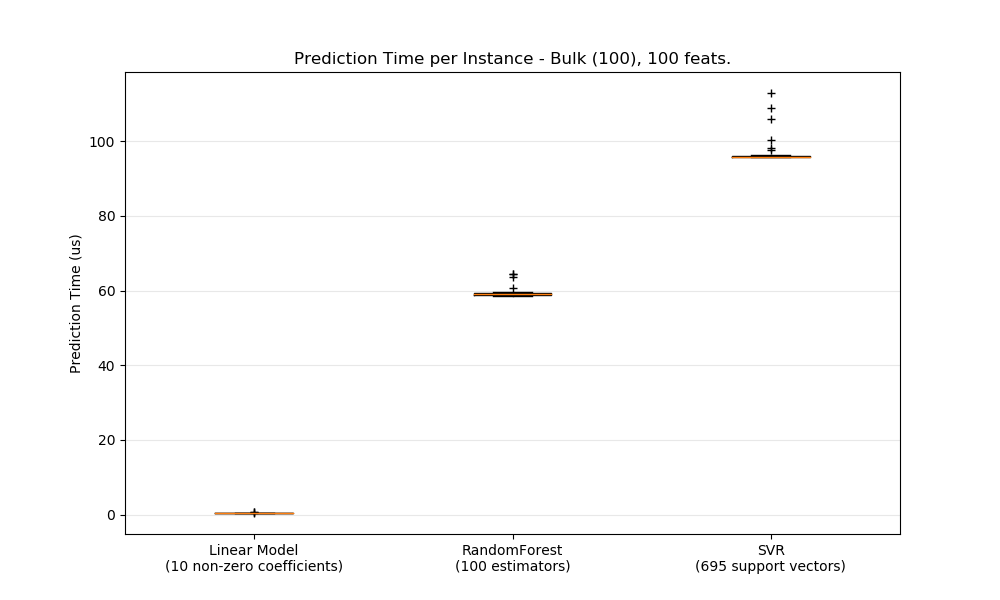 Prediction Time per Instance - Bulk (100), 100 feats.
Prediction Time (us)
100
80
60
40
20
0
Linear Model
(10 non-zero coefficients)
RandomForest
(100 estimators)
SVR
(695 support vectors)